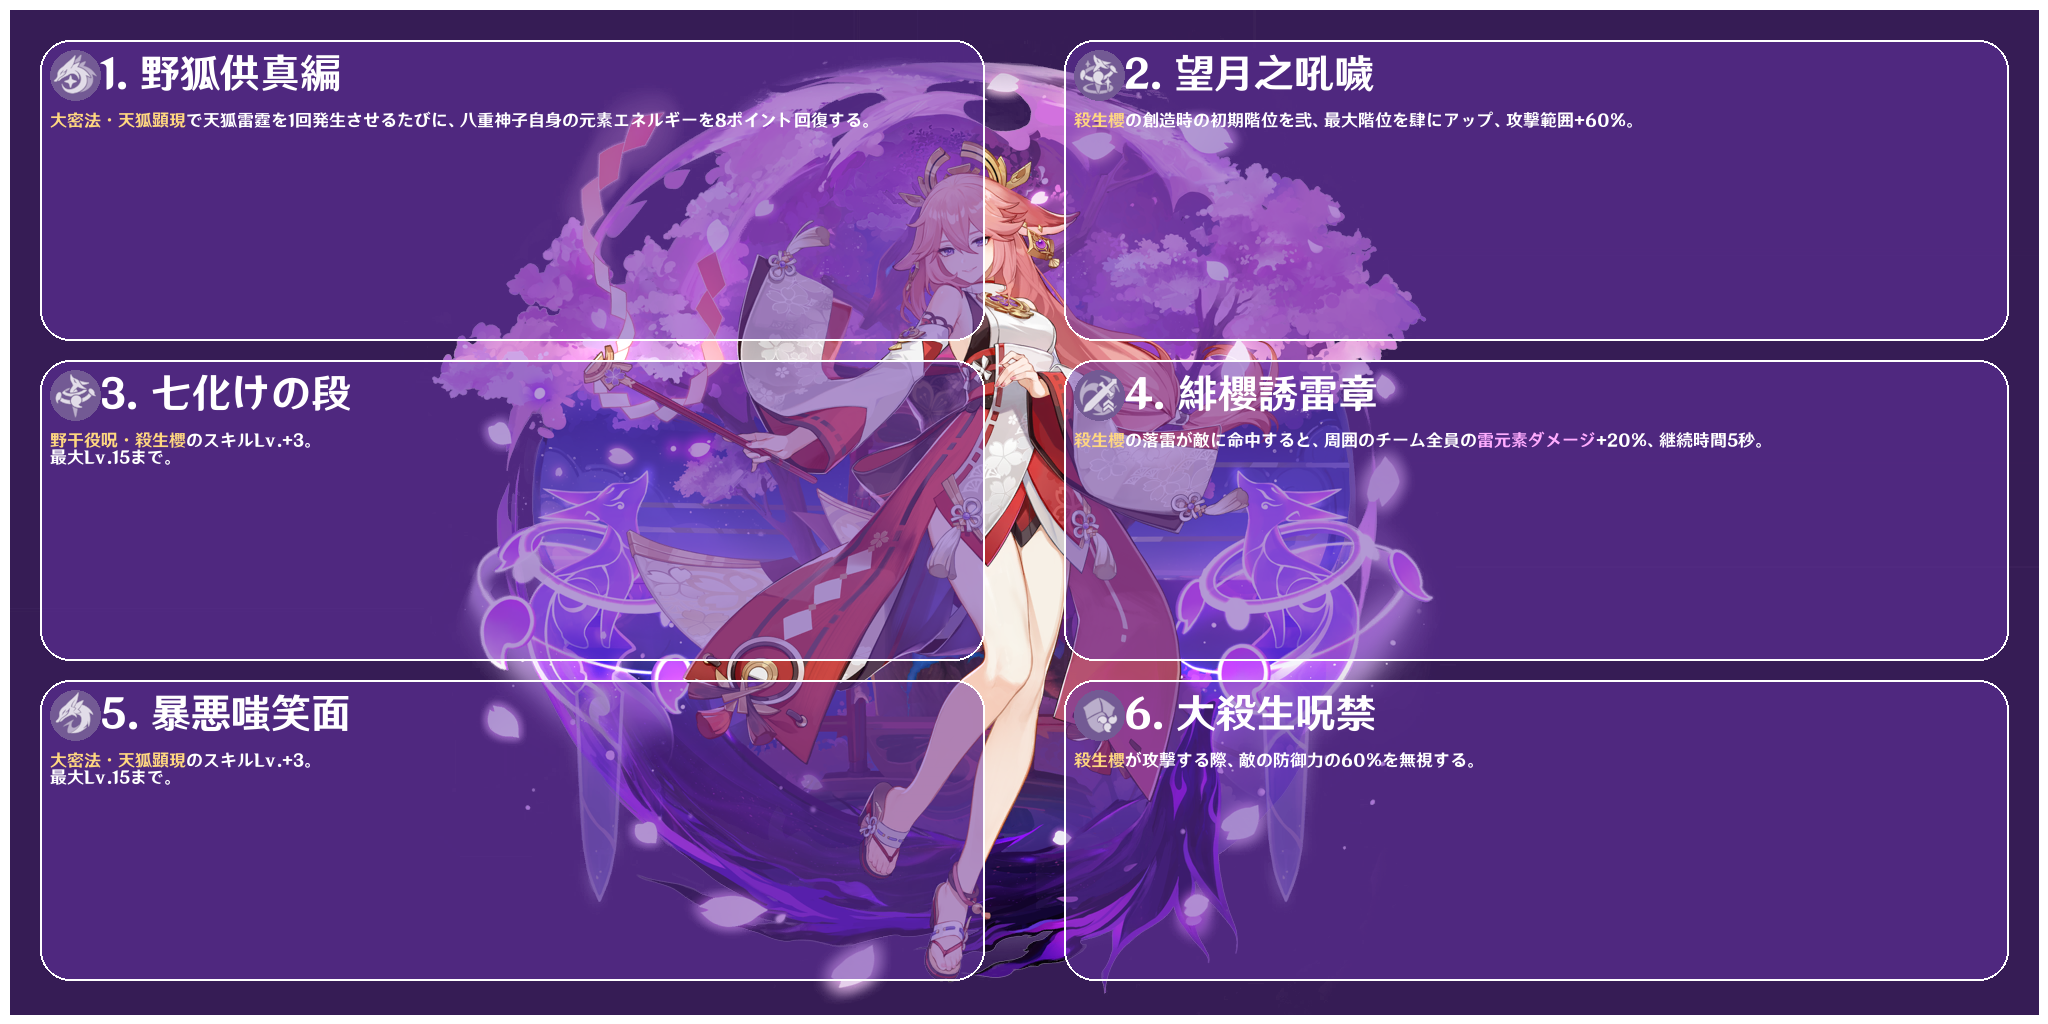 1. 野狐供真編
大密法・天狐顕現で天狐雷霆を1回発生させるたびに、八重神子自身の元素エネルギーを8ポイント回復する。
2. 望月之吼噦
殺生櫻の創造時の初期階位を弐、最大階位を肆にアップ、攻撃範囲+60%。
3. 七化けの段
野干役呪・殺生櫻のスキルLv.+3。
最大Lv.15まで。
4. 緋櫻誘雷章
殺生櫻の落雷が敵に命中すると、周囲のチーム全員の雷元素ダメージ+20%、継続時間5秒。
5. 暴悪嗤笑面
大密法・天狐顕現のスキルLv.+3。
最大Lv.15まで。
6. 大殺生呪禁
殺生櫻が攻撃する際、敵の防御力の60%を無視する。